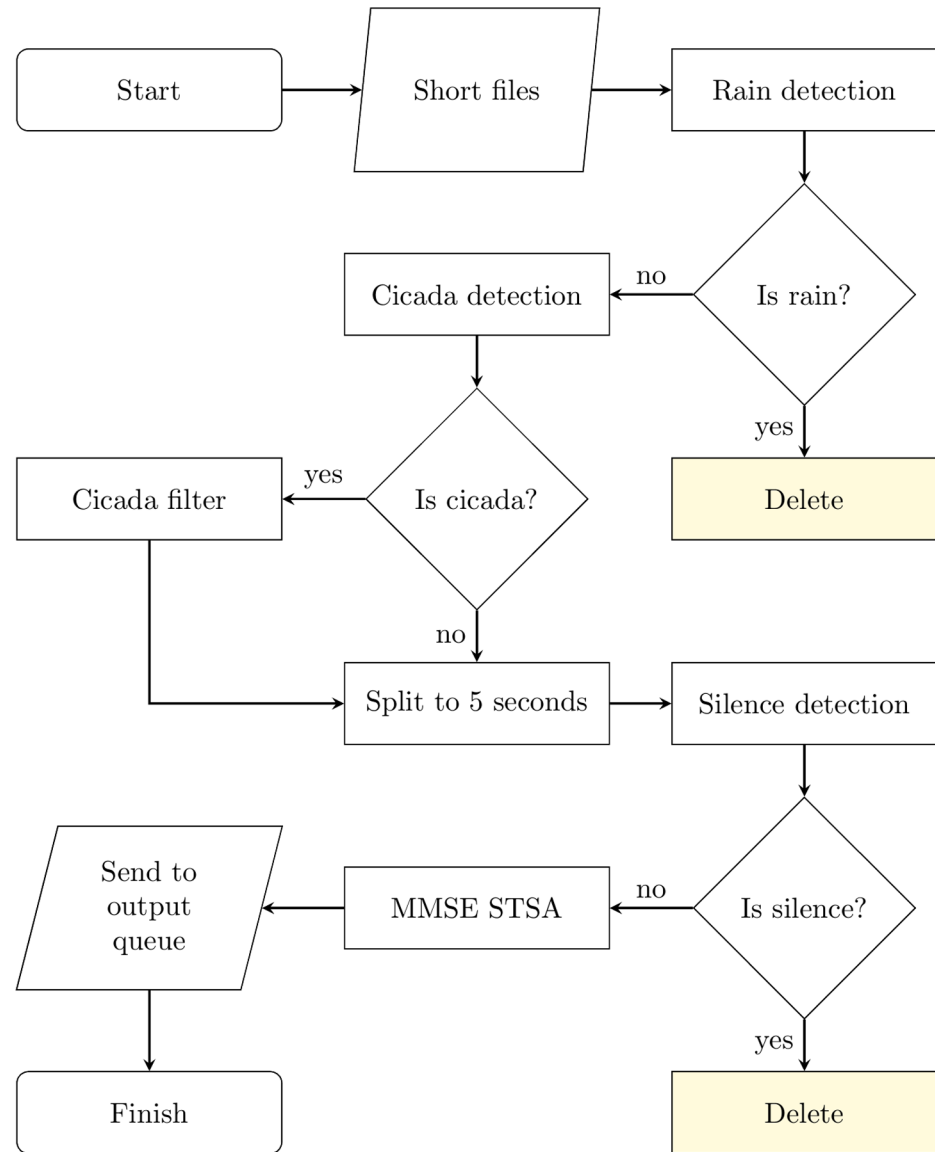 Start
Short files
Rain detection
Is rain?
no
yes
Cicada detection
Is cicada?
yes
no
Cicada filter
Delete
Split to 5 seconds
Silence detection
Is silence?
no
yes
MMSE STSA
Send to
output
queue
Finish
Delete